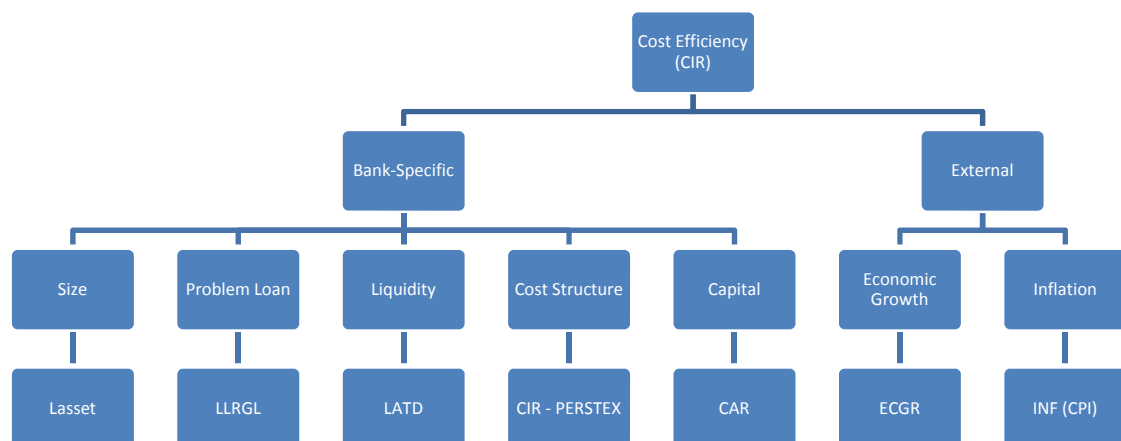 Cost Efficiency
(CIR)
Bank-Specific
External
Size
Problem Loan
Liquidity
Cost Structure
Capital
Economic
Growth
Inflation
Lasset
LLRGL
LATD
CIR - PERSTEX
CAR
ECGR
INF (CPI)